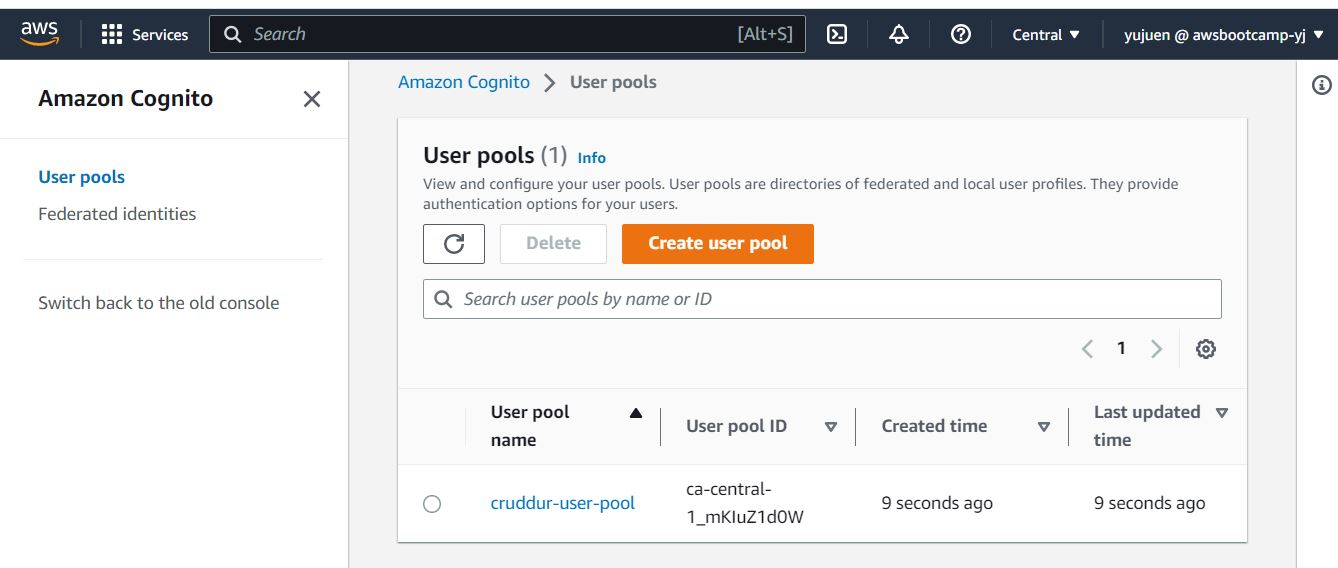 aws
Services
Search
[Alt+S]
Central
yujuen @ awsbootcamp-yj
Amazon Cognito
User pools
Federated identities
Switch back to the old console
Amazon Cognito
User pools
User pools (1) Info
View and configure your user pools. User pools are directories of federated and local user profiles. They provide
authentication options for your users.
Delete
Create user pool
Search user pools by name or ID
1
User pool
name
User pool ID
Created time
Last updated
time
cruddur-user-pool
ca-central-
1_mKIuZ1d0W
9 seconds ago
9 seconds ago